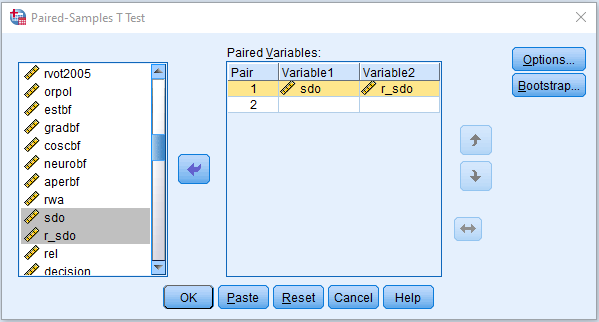 Paired-Samples T Test
Paired Variables:
Options...
Bootstrap...
rvot2005
orpol
estbf
gradbf
coscbf
neurobf
aperbf
rwa
sdo
r_sdo
rel
decision
Pair Variable1 Variable2
1 sdo r_sdo
2
OK Paste Reset Cancel Help